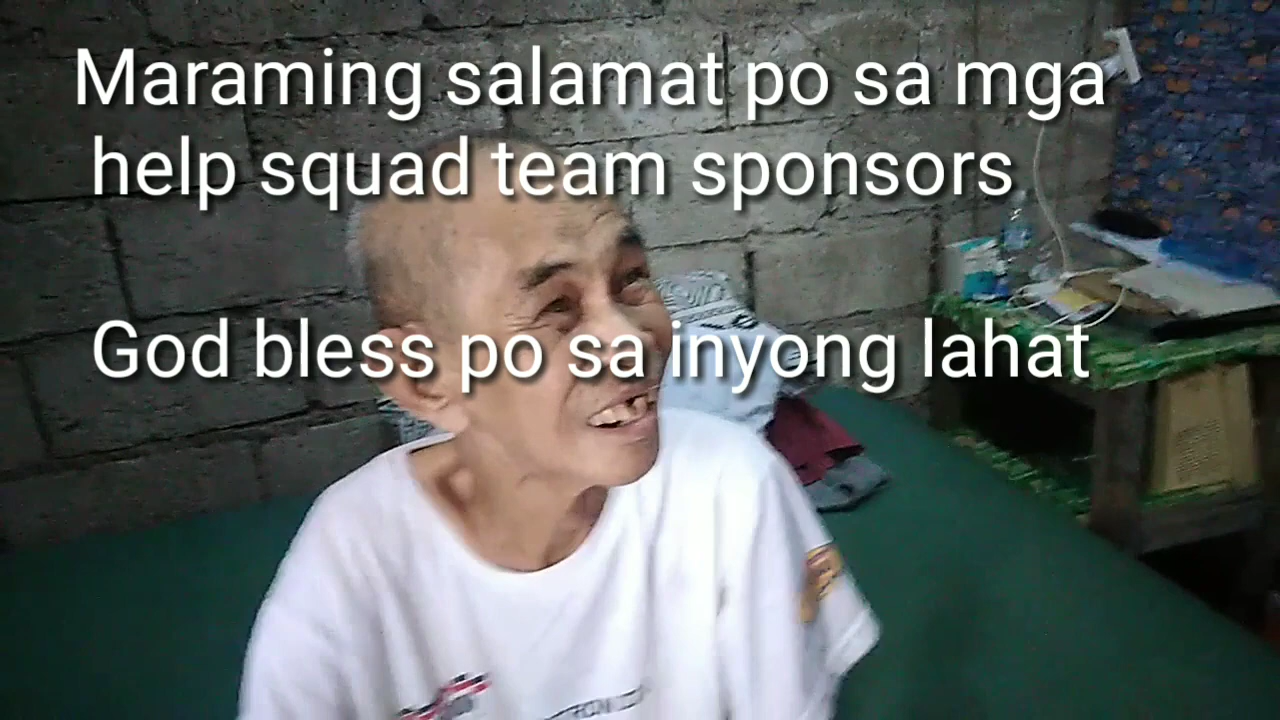 Maraming salamat po sa mga
help squad team sponsors
God bless po sa inyong lahat